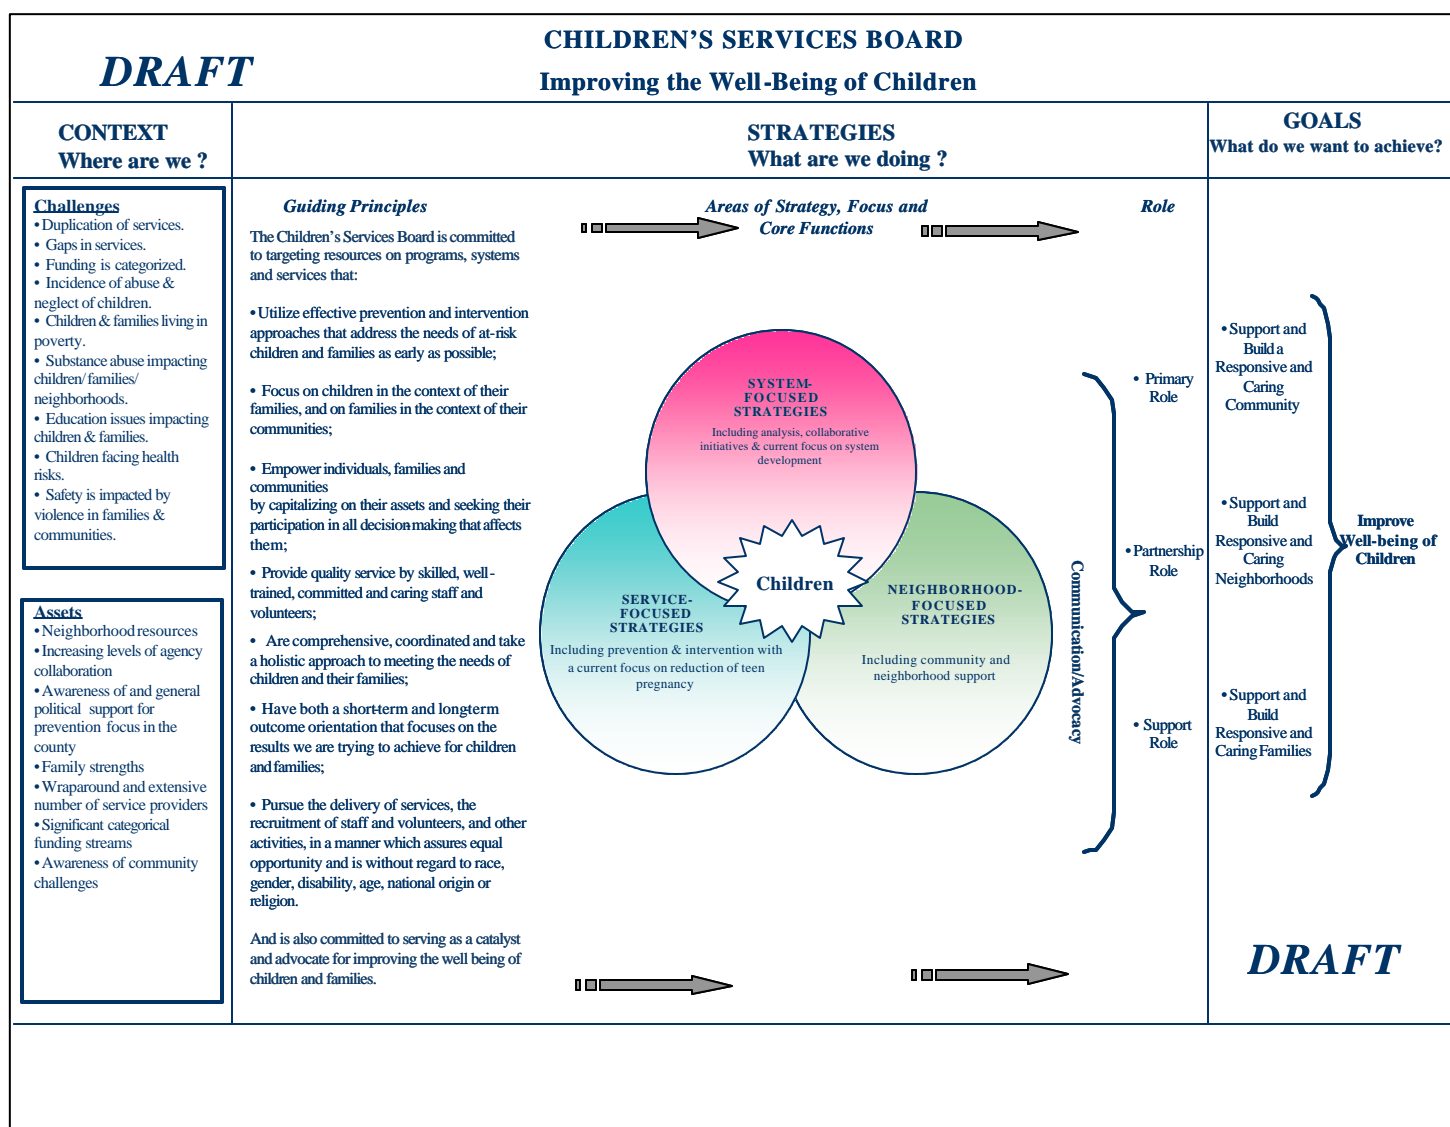 CHILDREN'S SERVICES BOARD
DRAFT
Improving the Well-Being of Children
CONTEXT
Where are we ?
STRATEGIES
What are we doing ?
GOALS
What do we want to achieve?
Challenges
• Duplication of services.
• Gaps in services.
• Funding is categorized.
• Incidence of abuse &
neglect of children.
• Children & families living in
poverty.
• Substance abuse impacting
children/families/
neighborhoods.
• Education issues impacting
children & families.
• Children facing health
risks.
• Safety is impacted by
violence in families &
communities.
Assets
• Neighborhood resources
• Increasing levels of agency
collaboration
• Awareness of and general
political support for
prevention focus in the
county
• Family strengths
• Wraparound and extensive
number of service providers
• Significant categorical
funding streams
• Awareness of community
challenges
Guiding Principles
The Children's Services Board is committed
to targeting resources on programs, systems
and services that:
• Utilize effective prevention and intervention
approaches that address the needs of at-risk
children and families as early as possible;
• Focus on children in the context of their
families, and on families in the context of their
communities;
• Empower individuals, families and
communities
by capitalizing on their assets and seeking their
participation in all decision making that affects
them;
• Provide quality service by skilled, well-
trained, committed and caring staff and
volunteers;
• Are comprehensive, coordinated and take
a holistic approach to meeting the needs of
children and their families;
• Have both a short-term and long-term
outcome orientation that focuses on the
results we are trying to achieve for children
and families;
• Pursue the delivery of services, the
recruitment of staff and volunteers, and other
activities, in a manner which assures equal
opportunity and is without regard to race,
gender, disability, age, national origin or
religion.
And is also committed to serving as a catalyst
and advocate for improving the well being of
children and families.
Areas of Strategy, Focus and
Core Functions
SYSTEM-
FOCUSED
STRATEGIES
Including analysis, collaborative
initiatives & current focus on system
development
Children
SERVICE-
FOCUSED
STRATEGIES
Including prevention & intervention with
a current focus on reduction of teen
pregnancy
NEIGHBORHOOD-
FOCUSED
STRATEGIES
Including community and
neighborhood support
Communication/Advocacy
Role
• Primary
Role
• Partnership
Role
• Support
Role
• Support and
Build a
Responsive and
Caring
Community
• Support and
Build
Responsive and
Caring
Neighborhoods
• Support and
Build
Responsive and
Caring Families
Improve
Well-being of
Children
DRAFT